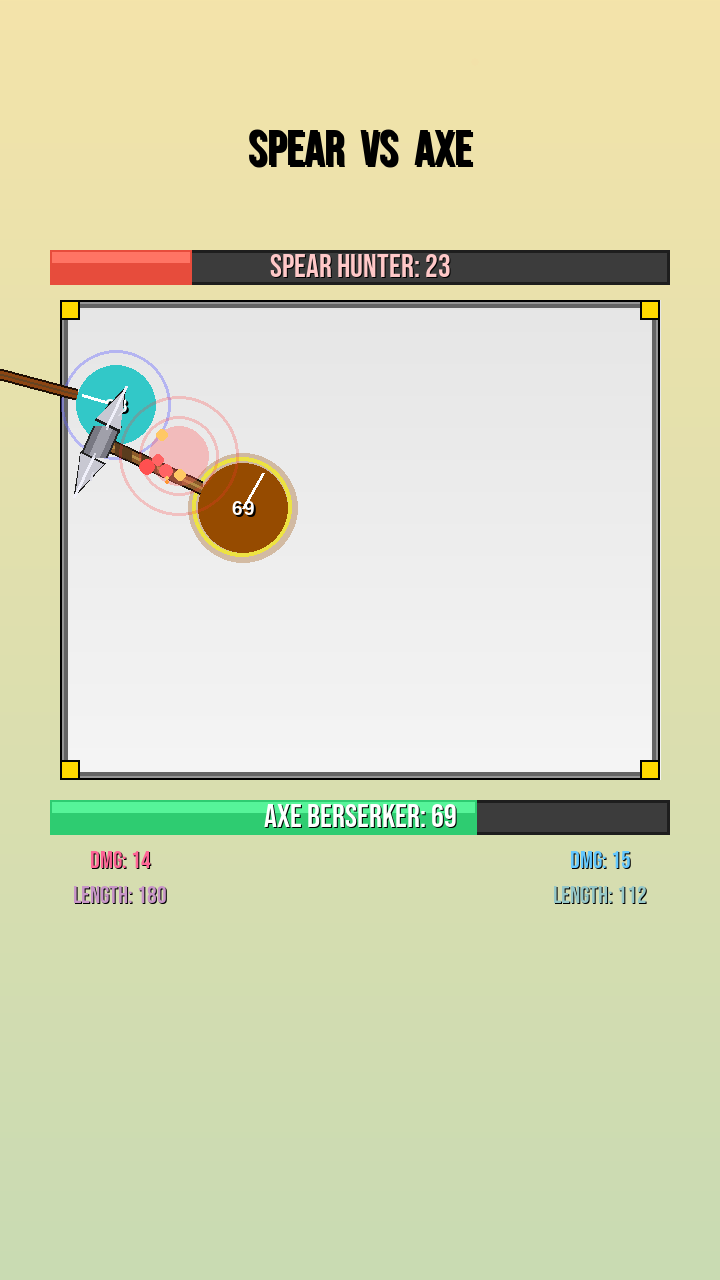 SPEAR VS AXE
SPEAR HUNTER: 23
69
AXE BERSERKER: 69
DMG: 14
DMG: 15
LENGTH: 180
LENGTH: 112